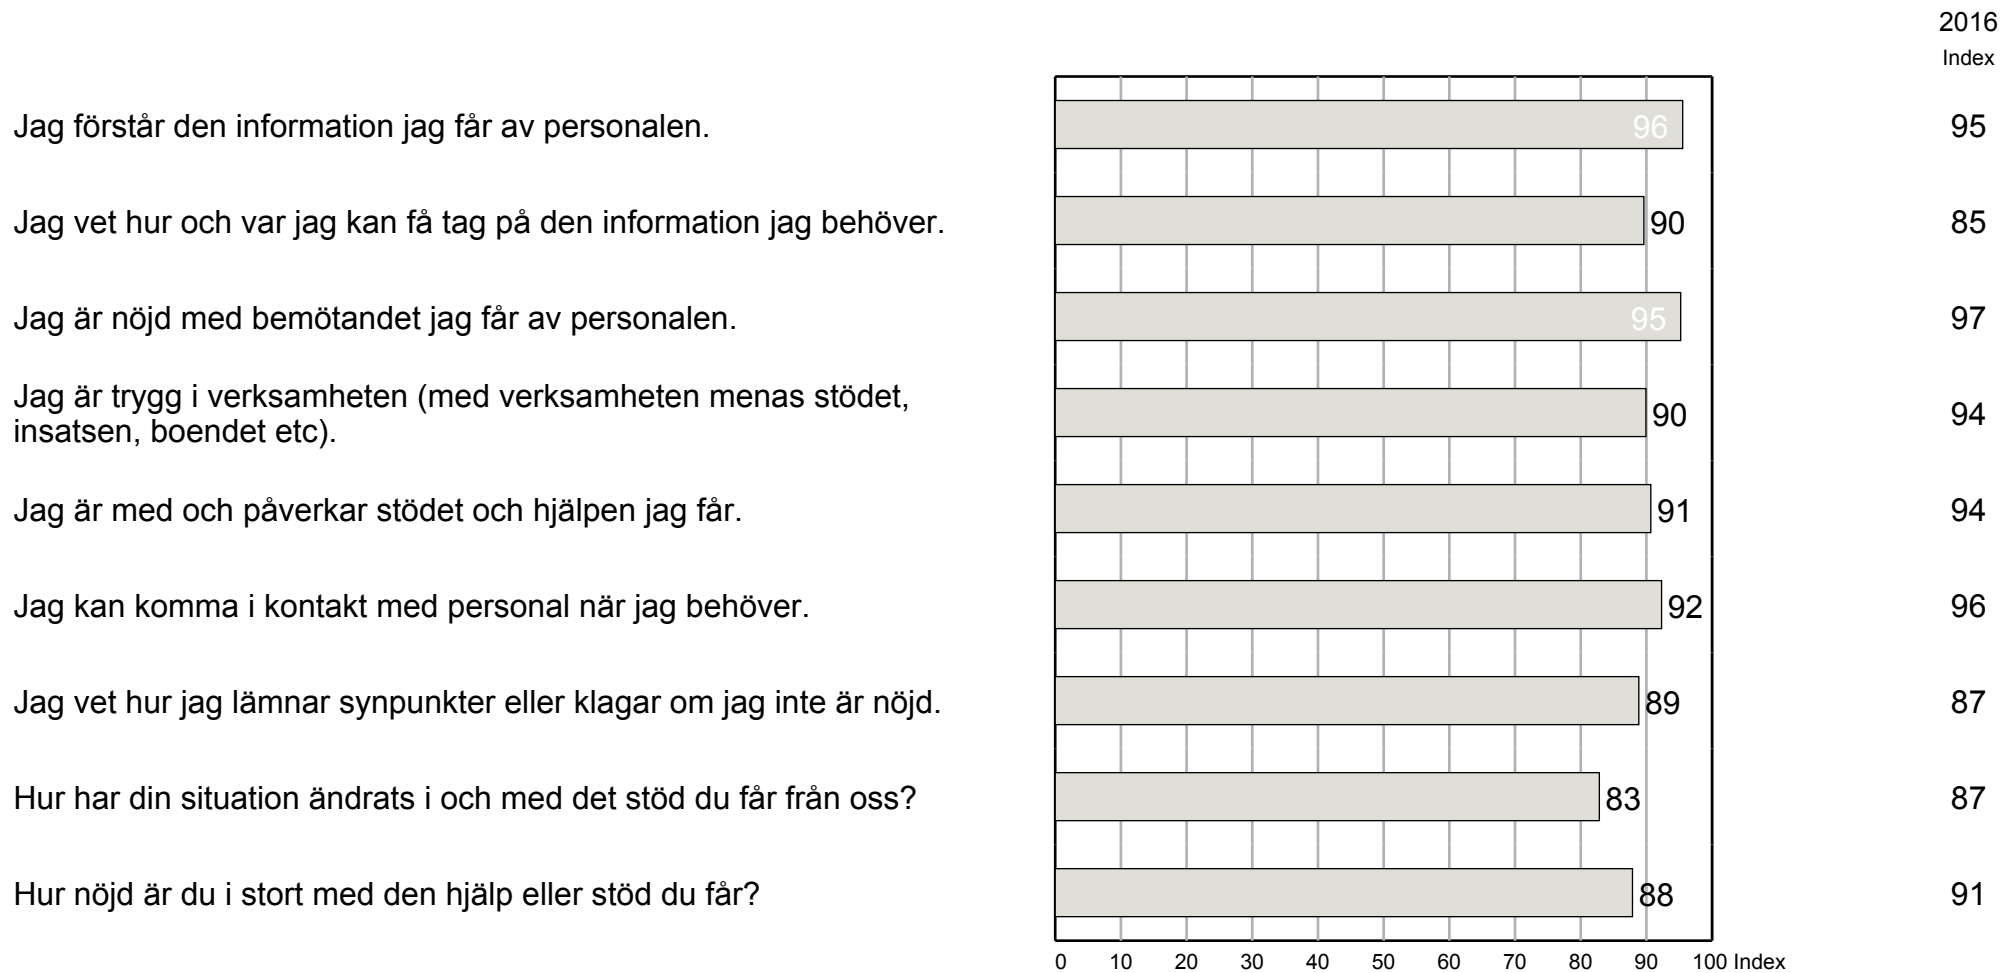 2016
Index
Jag förstår den information jag får av personalen. 96 95
Jag vet hur och var jag kan få tag på den information jag behöver. 90 85
Jag är nöjd med bemötandet jag får av personalen. 95 97
Jag är trygg i verksamheten (med verksamheten menas stödet,
insatsen, boendet etc). 90 94
Jag är med och påverkar stödet och hjälpen jag får. 91 94
Jag kan komma i kontakt med personal när jag behöver. 92 96
Jag vet hur jag lämnar synpunkter eller klagar om jag inte är nöjd. 89 87
Hur har din situation ändrats i och med det stöd du får från oss? 83 87
Hur nöjd är du i stort med den hjälp eller stöd du får? 88 91
0 10 20 30 40 50 60 70 80 90 100 Index